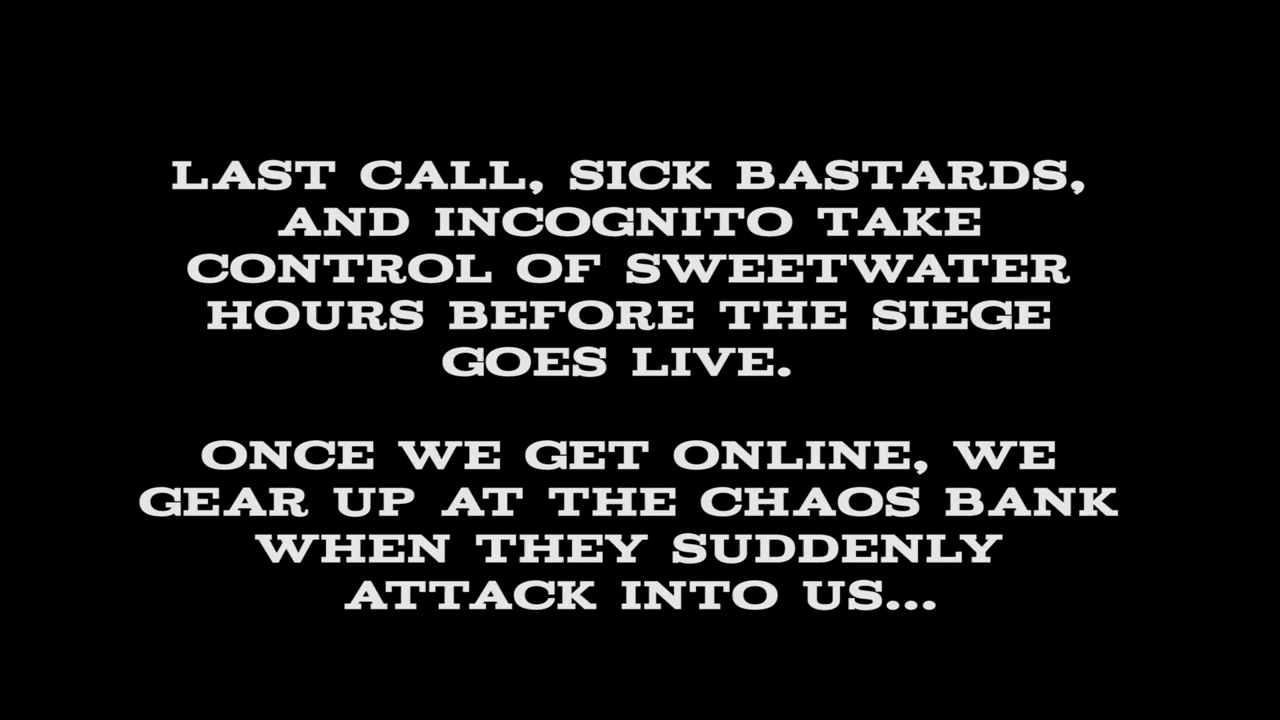 LAST CALL, SICK BASTARDS,
AND INCOGNITO TAKE
CONTROL OF SWEETWATER
HOURS BEFORE THE SIEGE
GOES LIVE.
ONCE WE GET ONLINE, WE
GEAR UP AT THE CHAOS BANK
WHEN THEY SUDDENLY
ATTACK INTO US...